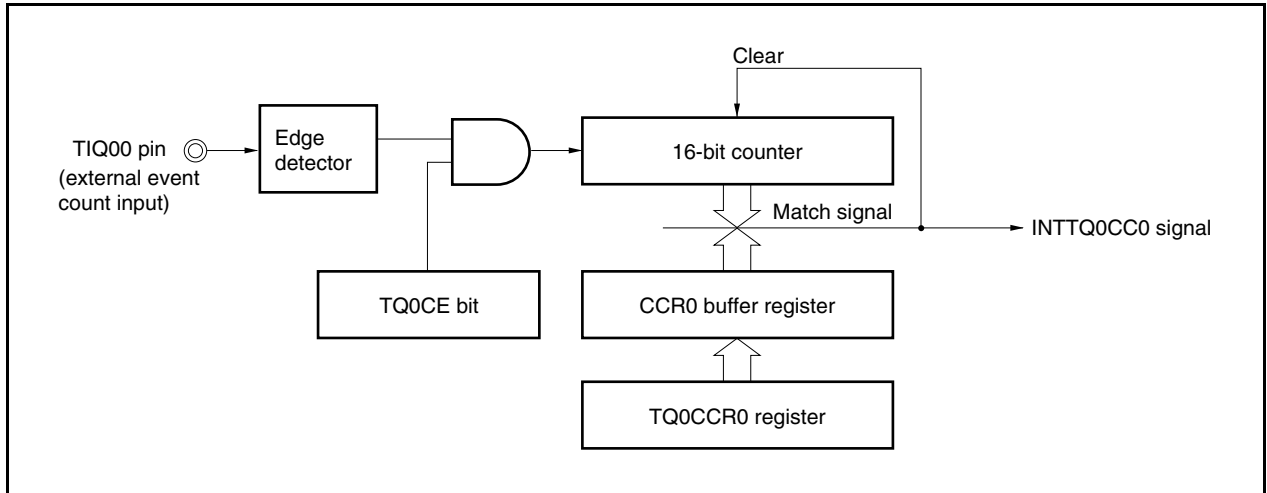 Clear
TIQ00 pin
(external event
count input)
Edge
detector
16-bit counter
Match signal
INTTQ0CC0 signal
TQ0CE bit
CCR0 buffer register
TQ0CCR0 register